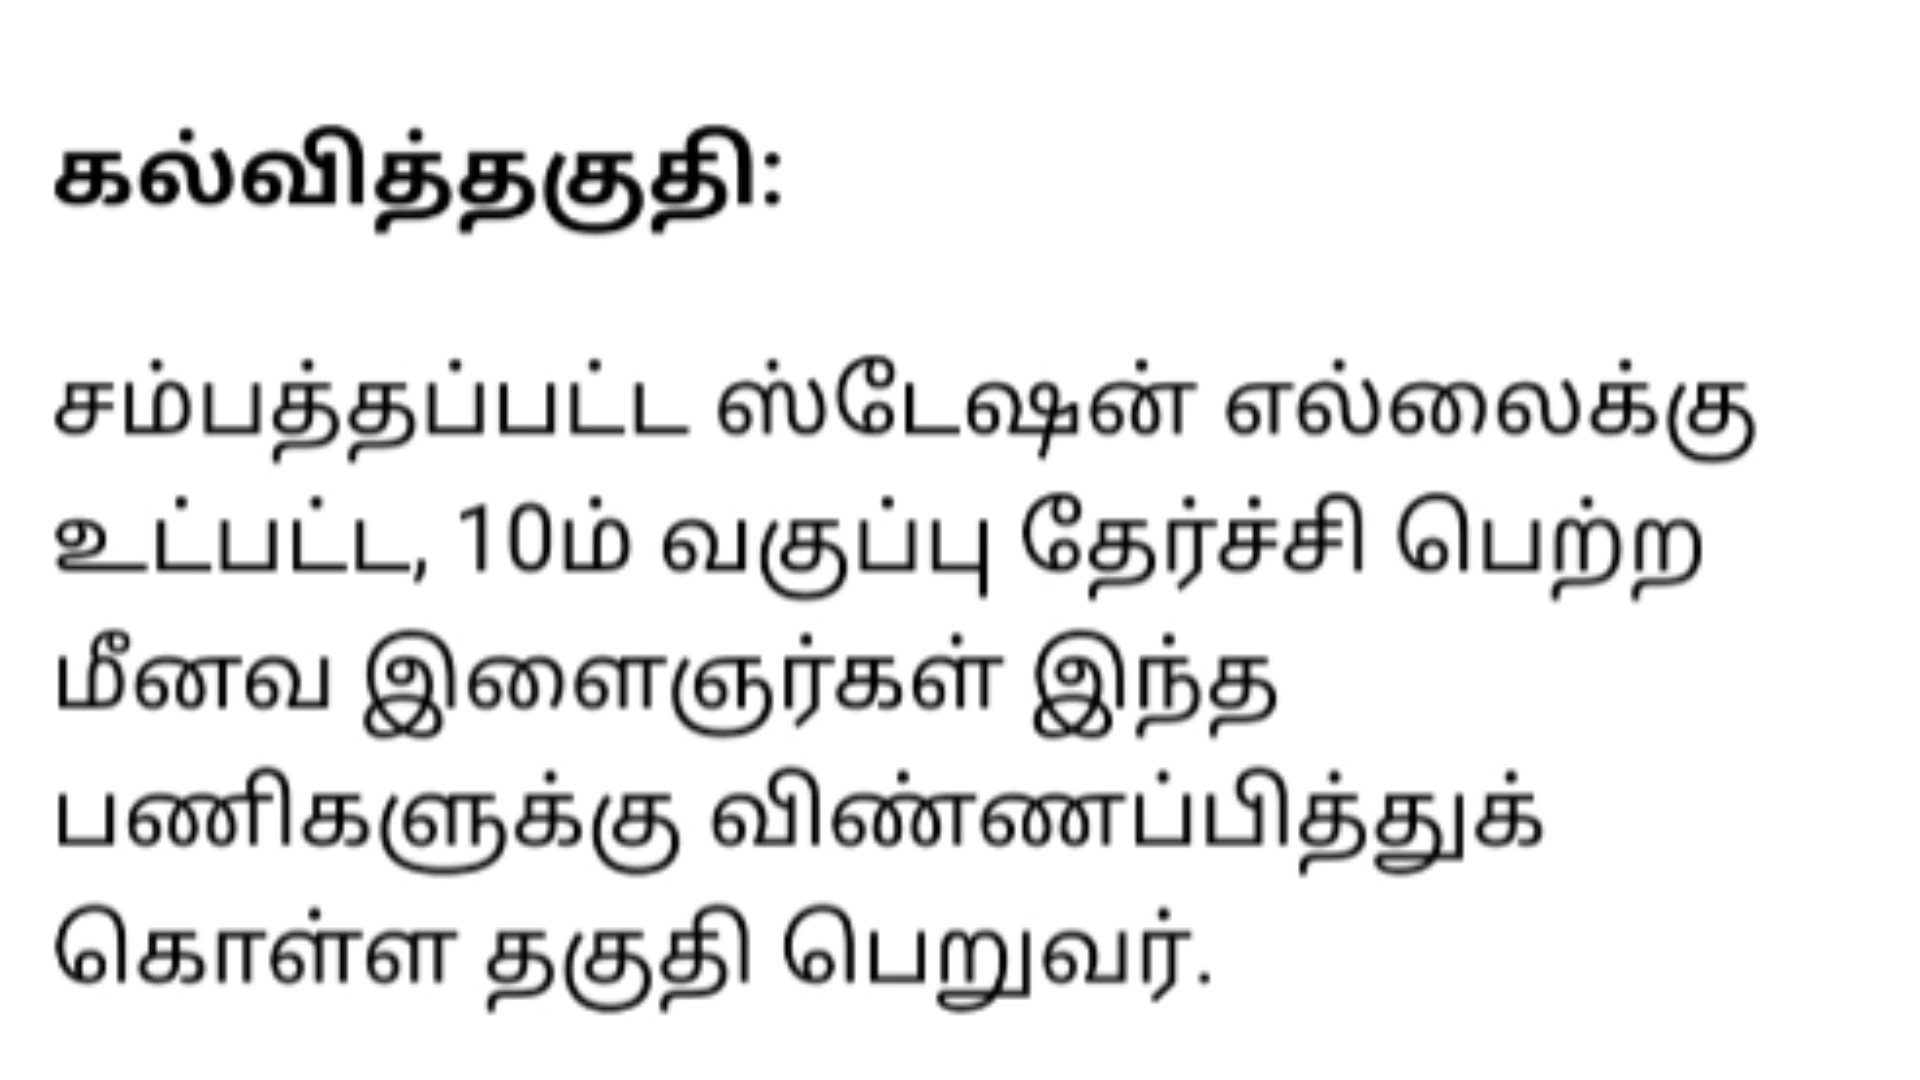 கல்வித்தகுதி:
சம்பத்தப்பட்ட ஸ்டேஷன் எல்லைக்கு
உட்பட்ட, 10ம் வகுப்பு தேர்ச்சி பெற்ற
மீனவ இளைஞர்கள் இந்த
பணிகளுக்கு விண்ணப்பித்துக்
கொள்ள தகுதி பெறுவர்.